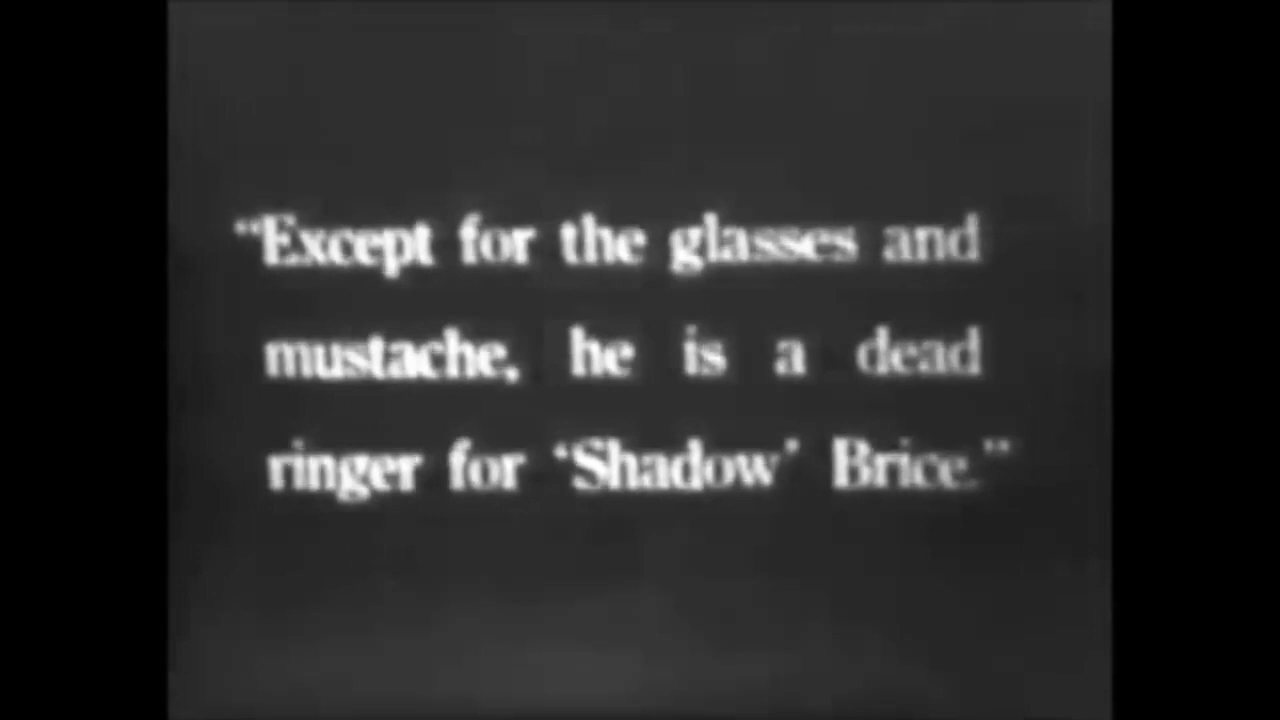 “Except for the glasses and
mustache, he is a dead
ringer for ‘Shadow’ Brice.”